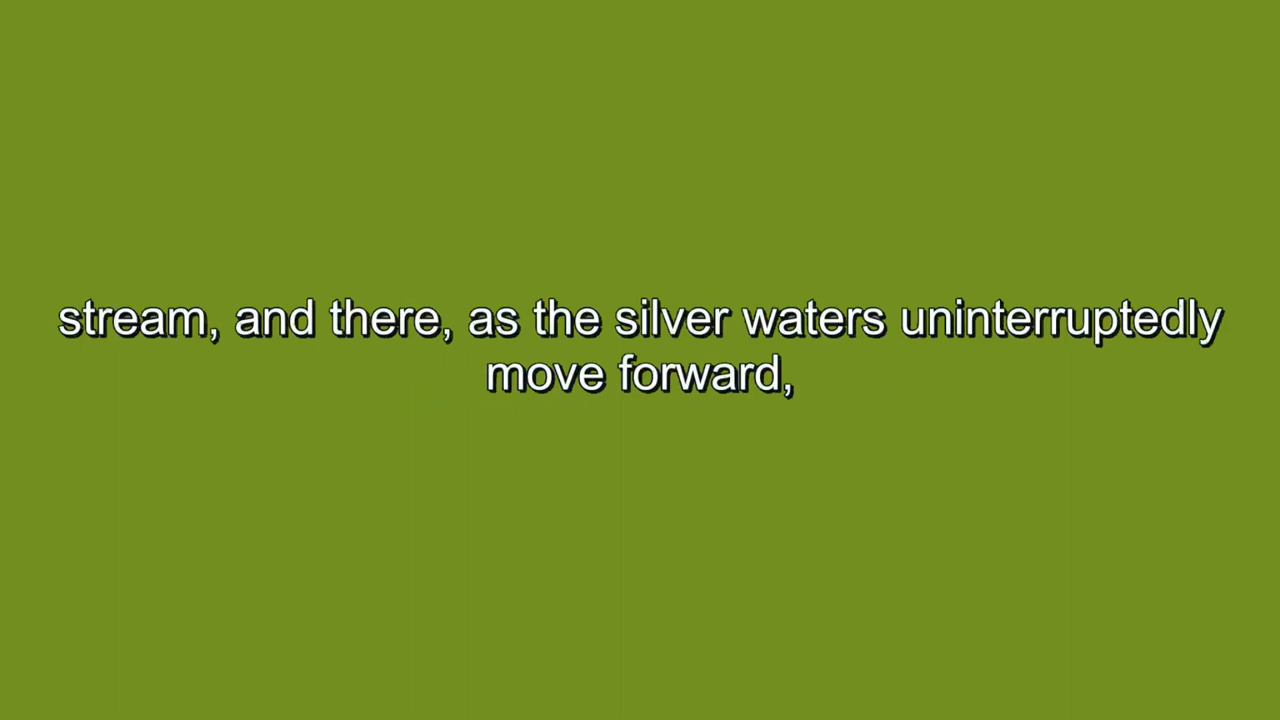 stream, and there, as the silver waters uninterruptedly
move forward,